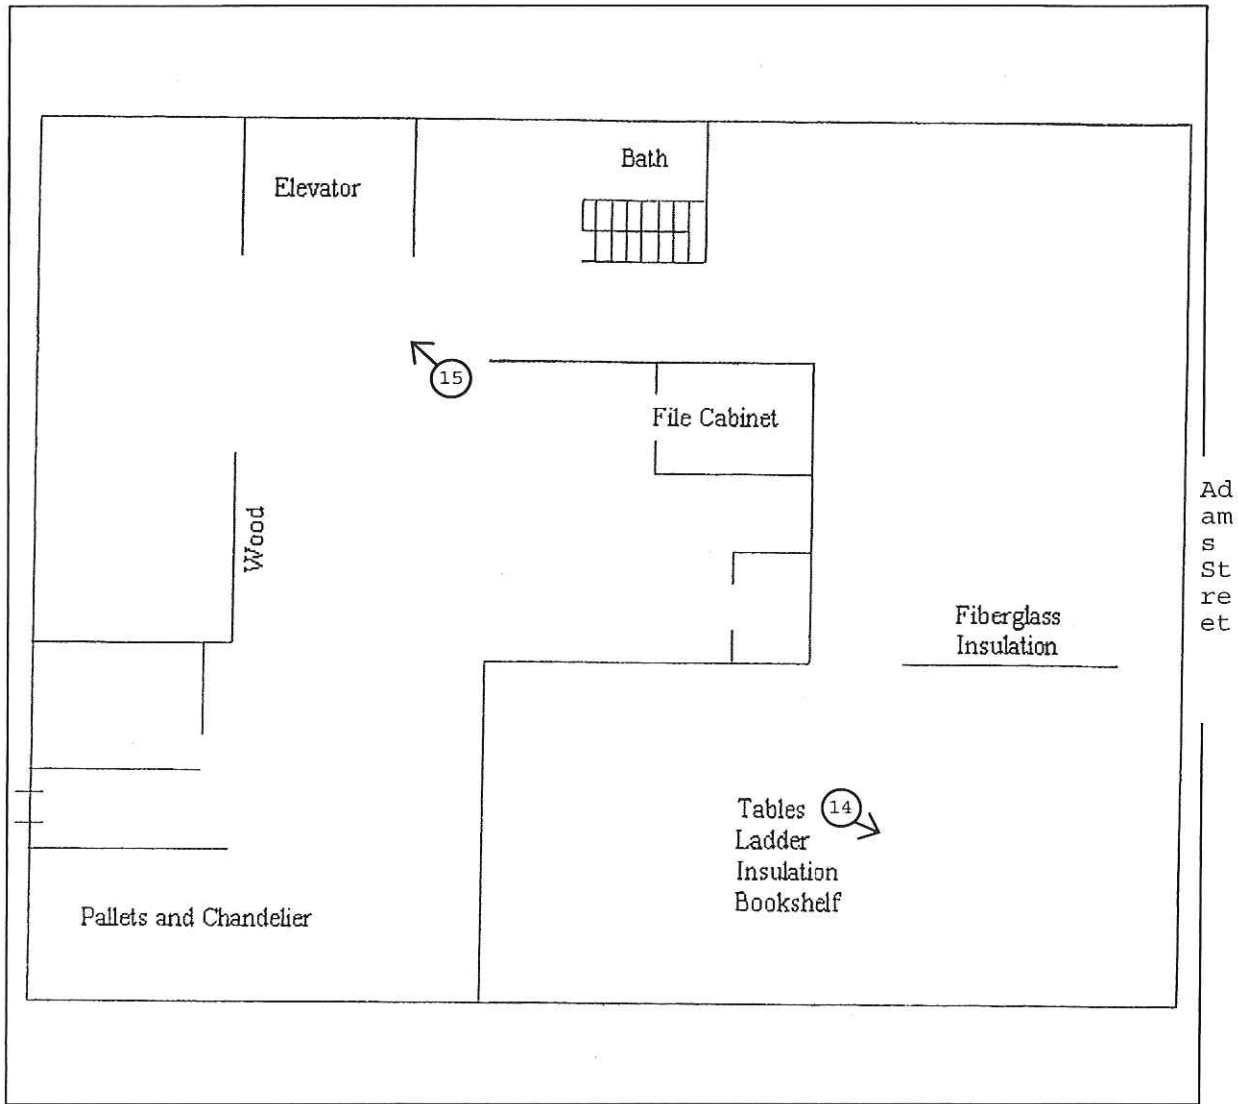 Bath
Elevator
15
File Cabinet
Wood
Ad
am
s
St
re
et
Fiberglass
Insulation
Tables 14
Ladder
Insulation
Bookshelf
Pallets and Chandelier